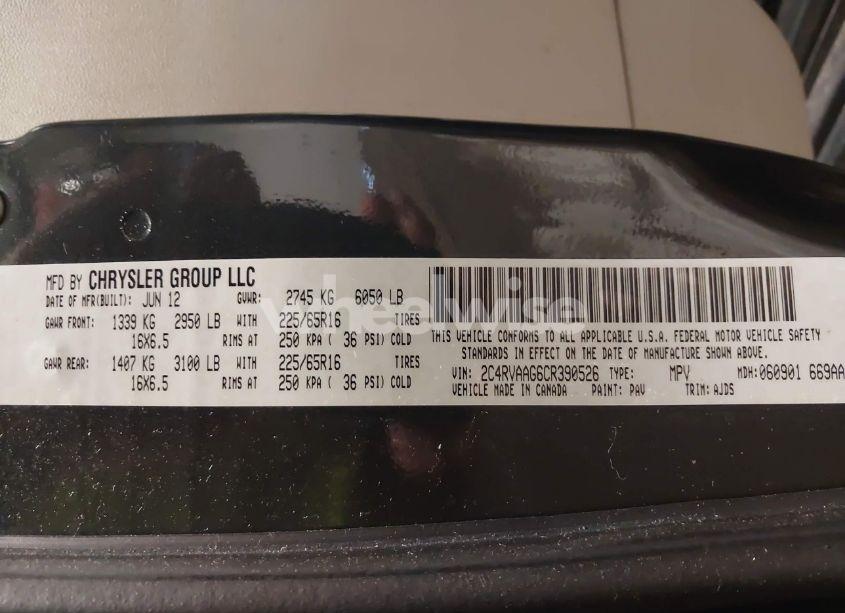 MFD BY CHRYSLER GROUP LLC
DATE OF MFR(BUILT): JUN 12 GVWR: 2745 KG 6050 LB
GAWR FRONT: 1339 KG 2950 LB WITH 225/65R16 TIRES
16X6.5 RIMS AT 250 KPA ( 36 PSI) COLD
GAWR REAR: 1407 KG 3100 LB WITH 225/65R16 TIRES
16X6.5 RIMS AT 250 KPA ( 36 PSI) COLD
THIS VEHICLE CONFORMS TO ALL APPLICABLE U.S.A. FEDERAL MOTOR VEHICLE SAFETY
STANDARDS IN EFFECT ON THE DATE OF MANUFACTURE SHOWN ABOVE.
VIN: 2C4RVAAG6CR390526 TYPE: MPV MDH:060901 669AA
VEHICLE MADE IN CANADA PAINT: PAV TRIM: AJDS
wheelwise